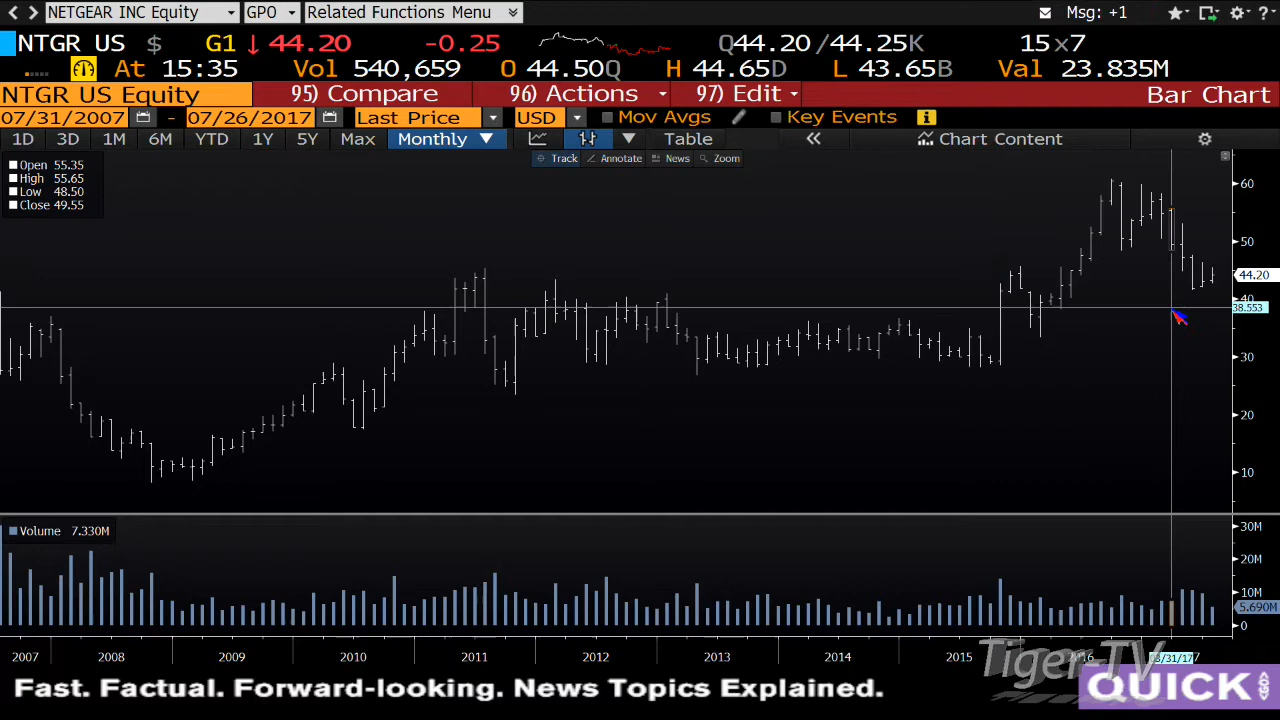 NETGEAR INC Equity GPO Related Functions Menu Msg: +1
NTGR US $ G1 ↓ 44.20 -0.25 Q44.20/44.25K 15x7
At 15:35 Vol 540,659 O 44.50Q H 44.65D L 43.65B Val 23.835M
NTGR US Equity 95) Compare 96) Actions 97) Edit Bar Chart
07/31/2007 - 07/26/2017 Last Price USD Mov Avgs Key Events
1D 3D 1M 6M YTD 1Y 5Y Max Monthly ▼ Table « Chart Content
Track Annotate News Zoom
Open 55.35
High 55.65
Low 48.50
Close 49.55
60
50
44.20
40
38.553
30
20
10
Volume 7.330M
30M
20M
10M
5.690M
0
2007 2008 2009 2010 2011 2012 2013 2014 2015 2016 03/31/17 7
Tiger-TV
Fast. Factual. Forward-looking. News Topics Explained.
QUICK